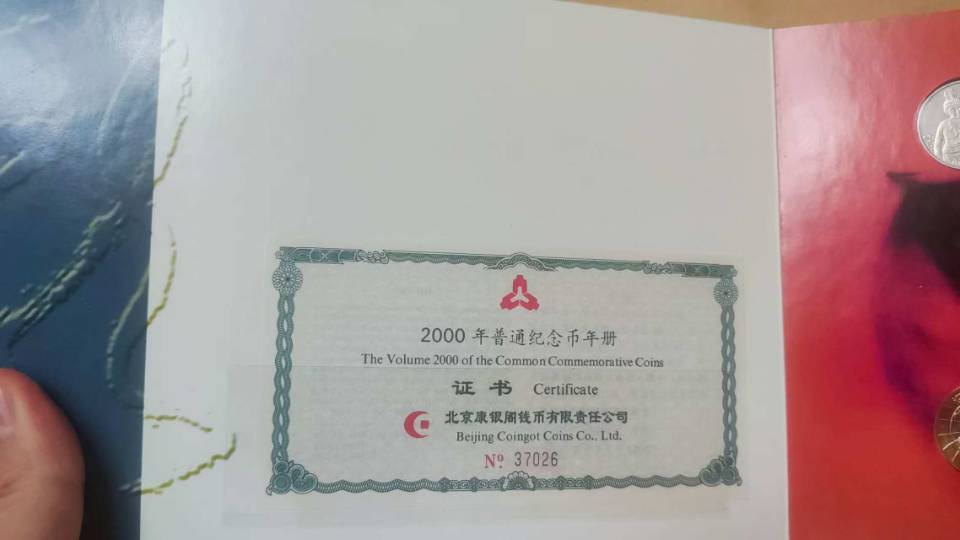 2000 年普通纪念币年册
The Volume 2000 of the Common Commemorative Coins
证书 Certificate
北京康银阁钱币有限责任公司
Beijing Coingot Coins Co., Ltd.
Nº 37026